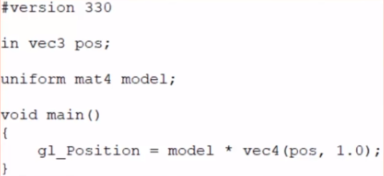 #version 330
in vec3 pos;
uniform mat4 model;
void main()
{
gl_Position = model * vec4(pos, 1.0);
}